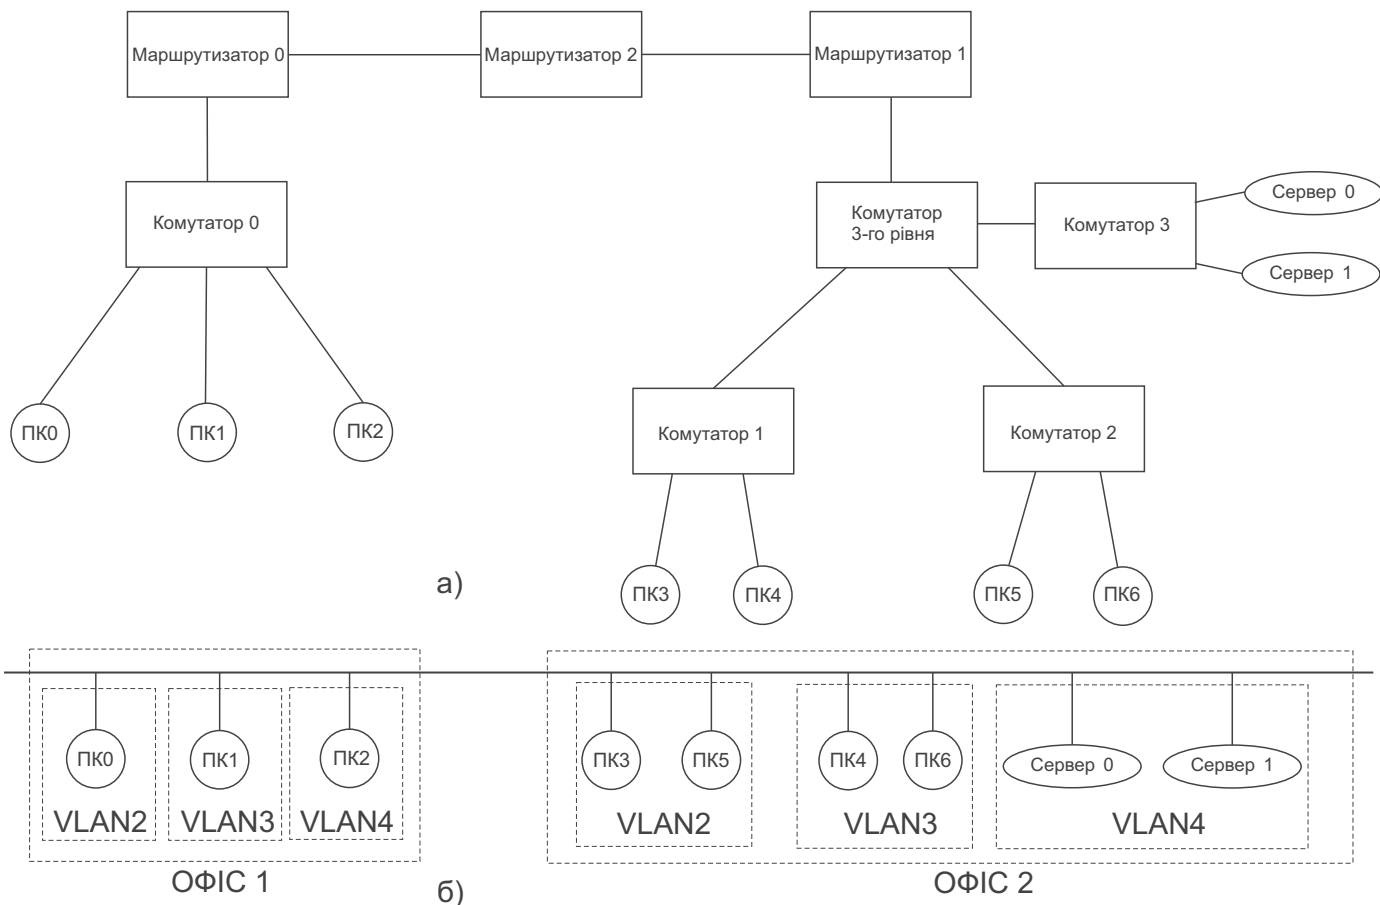 Маршрутизатор 0
Маршрутизатор 2
Маршрутизатор 1
Комутатор 0
Комутатор
3-го рівня
Комутатор 3
Сервер 0
Сервер 1
ПК0
ПК1
ПК2
Комутатор 1
Комутатор 2
ПК3
ПК4
ПК5
ПК6
а)
ПК0
ПК1
ПК2
ПК3
ПК5
ПК4
ПК6
Сервер 0
Сервер 1
VLAN2
VLAN3
VLAN4
VLAN2
VLAN3
VLAN4
ОФІС 1
б)
ОФІС 2